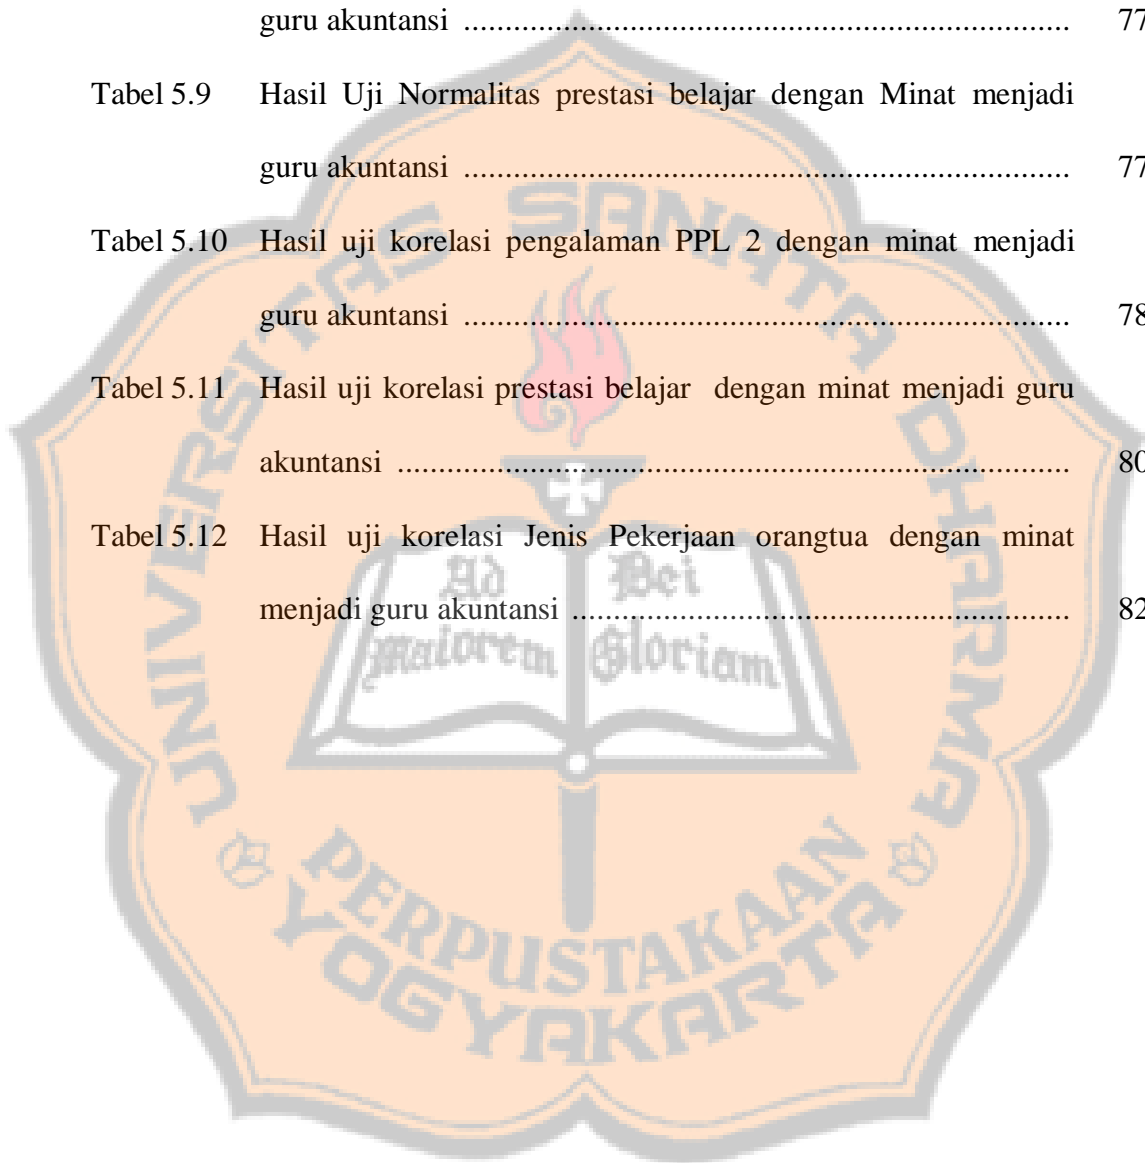 guru akuntansi ..................................................................... 77
Tabel 5.9 Hasil Uji Normalitas prestasi belajar dengan Minat menjadi
guru akuntansi ..................................................................... 77
Tabel 5.10 Hasil uji korelasi pengalaman PPL 2 dengan minat menjadi
guru akuntansi ..................................................................... 78
Tabel 5.11 Hasil uji korelasi prestasi belajar dengan minat menjadi guru
akuntansi ............................................................................. 80
Tabel 5.12 Hasil uji korelasi Jenis Pekerjaan orangtua dengan minat
menjadi guru akuntansi ......................................................... 82
UNIVERSITAS SANATA DHARMA
Ad Dei
Maiorem Gloriam
PERPUSTAKAAN
YOGYAKARTA